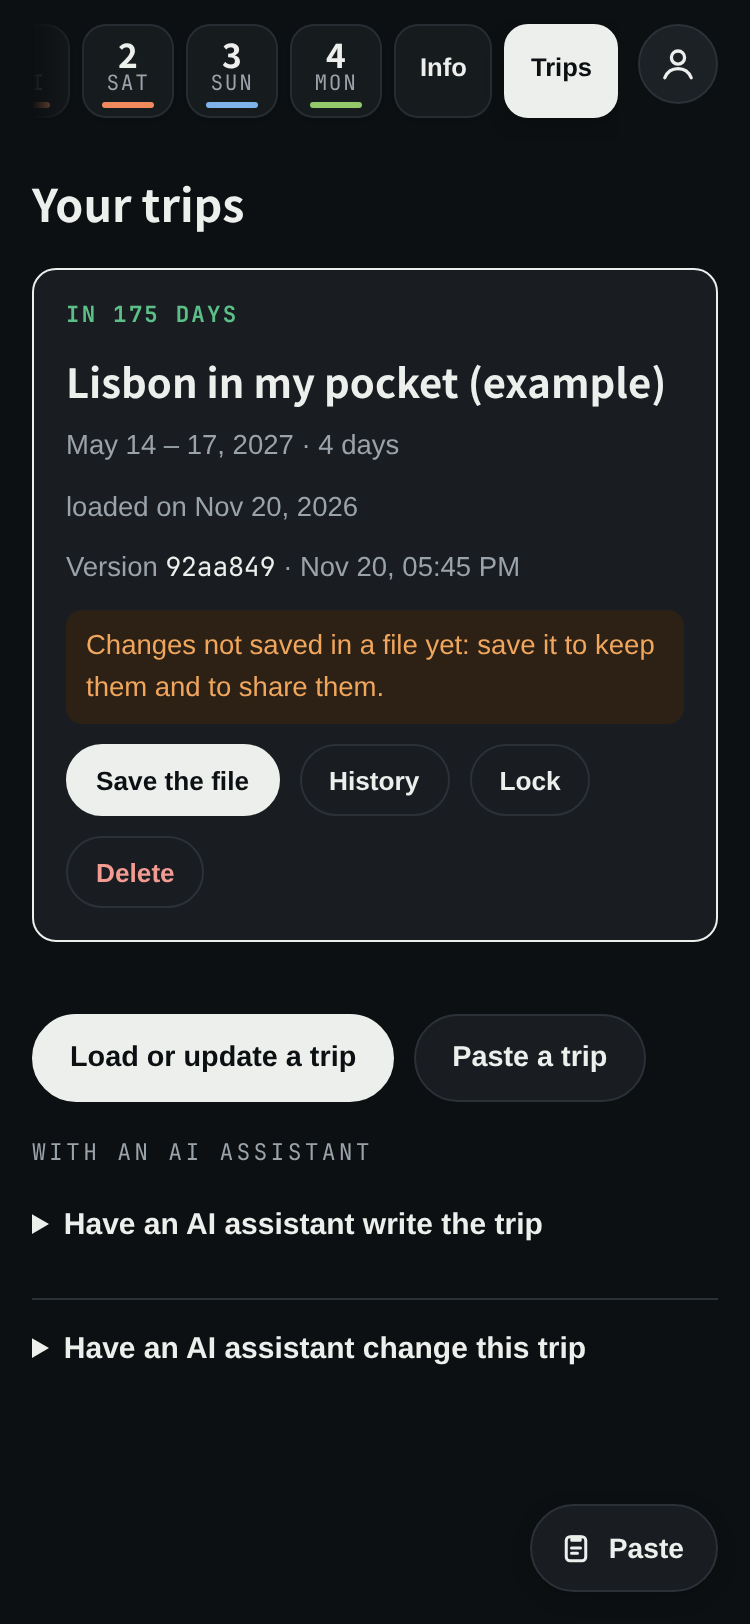 2
SAT
3
SUN
4
MON
Info
Trips
Your trips
IN 175 DAYS
Lisbon in my pocket (example)
May 14 – 17, 2027 · 4 days
loaded on Nov 20, 2026
Version 92aa849 · Nov 20, 05:45 PM
Changes not saved in a file yet: save it to keep
them and to share them.
Save the file
History
Lock
Delete
Load or update a trip
Paste a trip
WITH AN AI ASSISTANT
Have an AI assistant write the trip
Have an AI assistant change this trip
Paste